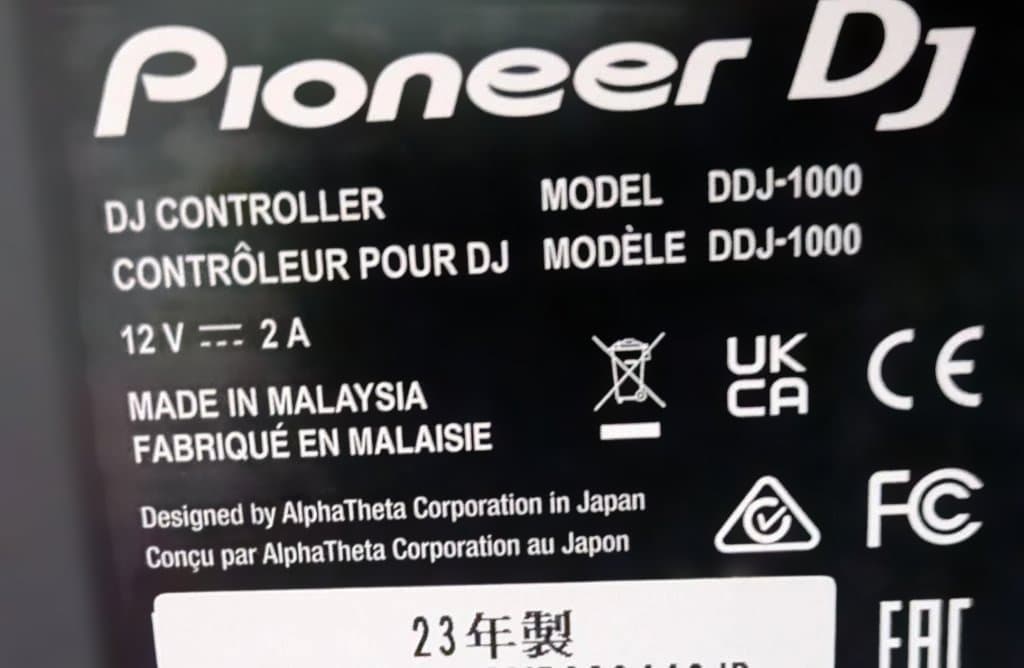 Pioneer Dj
DJ CONTROLLER MODEL DDJ-1000
CONTRÔLEUR POUR DJ MODÈLE DDJ-1000
12 V ⎓ 2 A
MADE IN MALAYSIA
FABRIQUÉ EN MALAISIE
UK
CA
CE
Designed by AlphaTheta Corporation in Japan
Conçu par AlphaTheta Corporation au Japon
FC
23年製
EAC